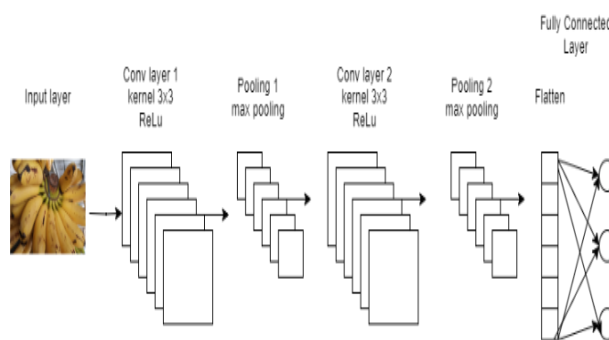 Input layer
Conv layer 1
kernel 3x3
ReLu
Pooling 1
max pooling
Conv layer 2
kernel 3x3
ReLu
Pooling 2
max pooling
Fully Connected
Layer
Flatten